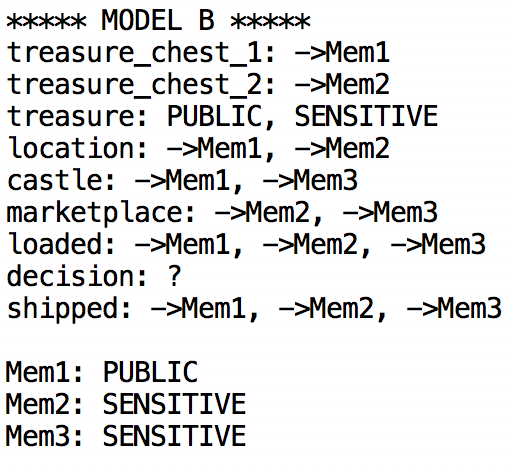 ***** MODEL B *****
treasure_chest_1: ->Mem1
treasure_chest_2: ->Mem2
treasure: PUBLIC, SENSITIVE
location: ->Mem1, ->Mem2
castle: ->Mem1, ->Mem3
marketplace: ->Mem2, ->Mem3
loaded: ->Mem1, ->Mem2, ->Mem3
decision: ?
shipped: ->Mem1, ->Mem2, ->Mem3

Mem1: PUBLIC
Mem2: SENSITIVE
Mem3: SENSITIVE